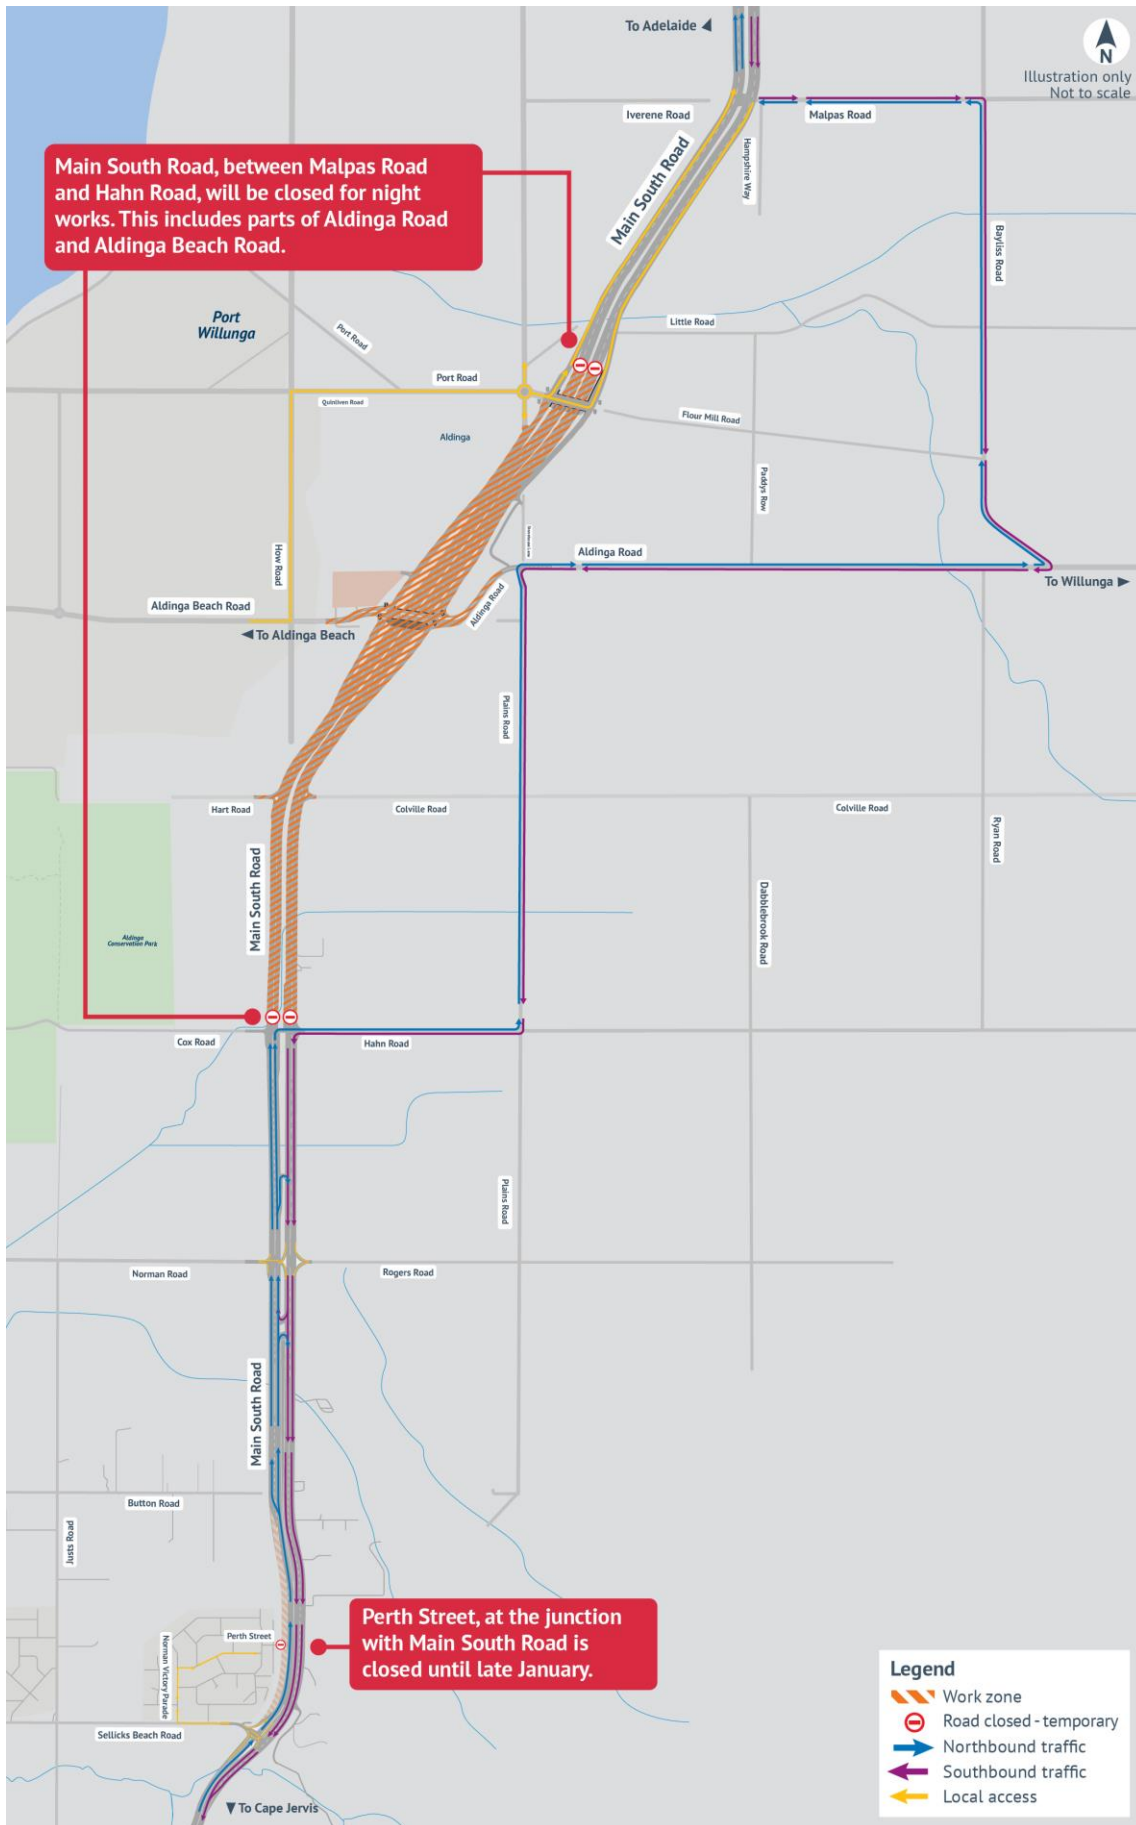 To Adelaide
N
Illustration only
Not to scale
Iverene Road
Malpas Road
Main South Road
Hampshire Way
Main South Road, between Malpas Road
and Hahn Road, will be closed for night
works. This includes parts of Aldinga Road
and Aldinga Beach Road.
Bayliss Road
Port
Willunga
Port Road
Little Road
Port Road
Quinliven Road
Flour Mill Road
Aldinga
Paddys Row
How Road
Aldinga Road
To Willunga
Aldinga Beach Road
Aldinga Road
To Aldinga Beach
Plains Road
Hart Road
Colville Road
Colville Road
Ryan Road
Main South Road
Dabblebrook Road
Aldinga
Conservation Park
Cox Road
Hahn Road
Plains Road
Norman Road
Rogers Road
Main South Road
Button Road
Justs Road
Perth Street
Norman Victory Parade
Perth Street, at the junction
with Main South Road is
closed until late January.
Sellicks Beach Road
To Cape Jervis
Legend
Work zone
Road closed - temporary
Northbound traffic
Southbound traffic
Local access